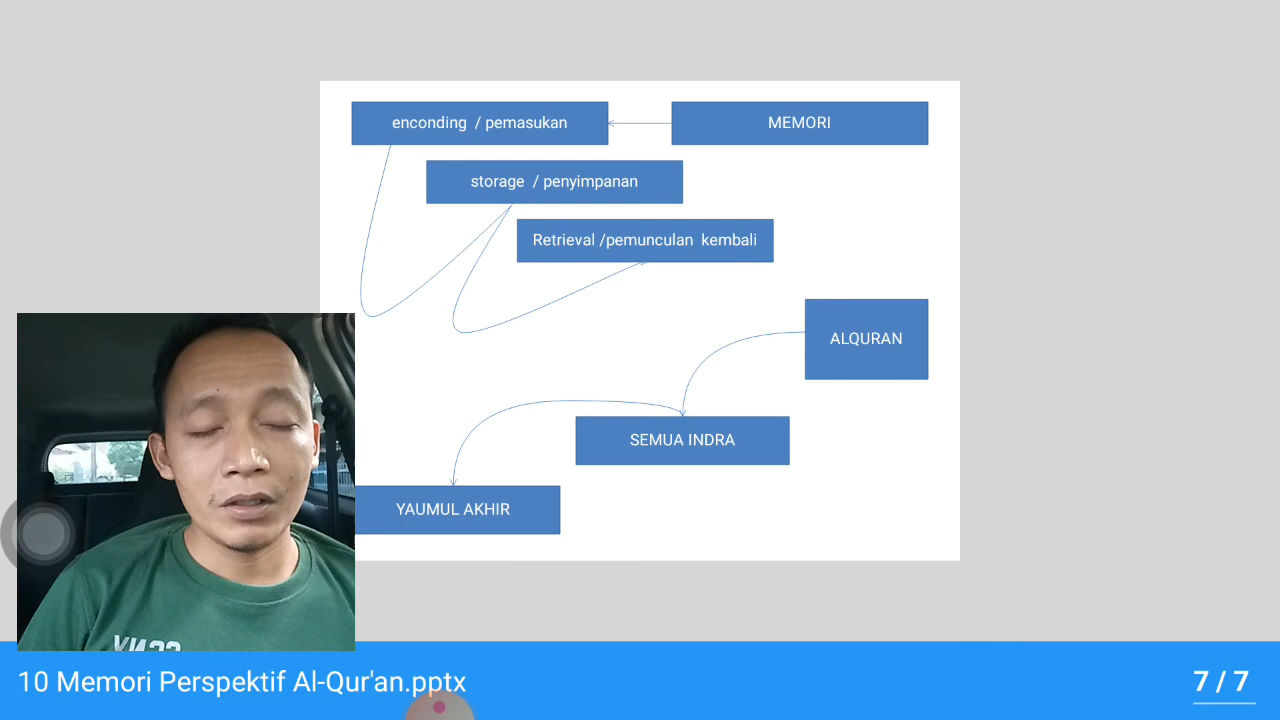 enconding / pemasukan
MEMORI
storage / penyimpanan
Retrieval /pemunculan kembali
ALQURAN
SEMUA INDRA
YAUMUL AKHIR
10 Memori Perspektif Al-Qur'an.pptx
7 / 7